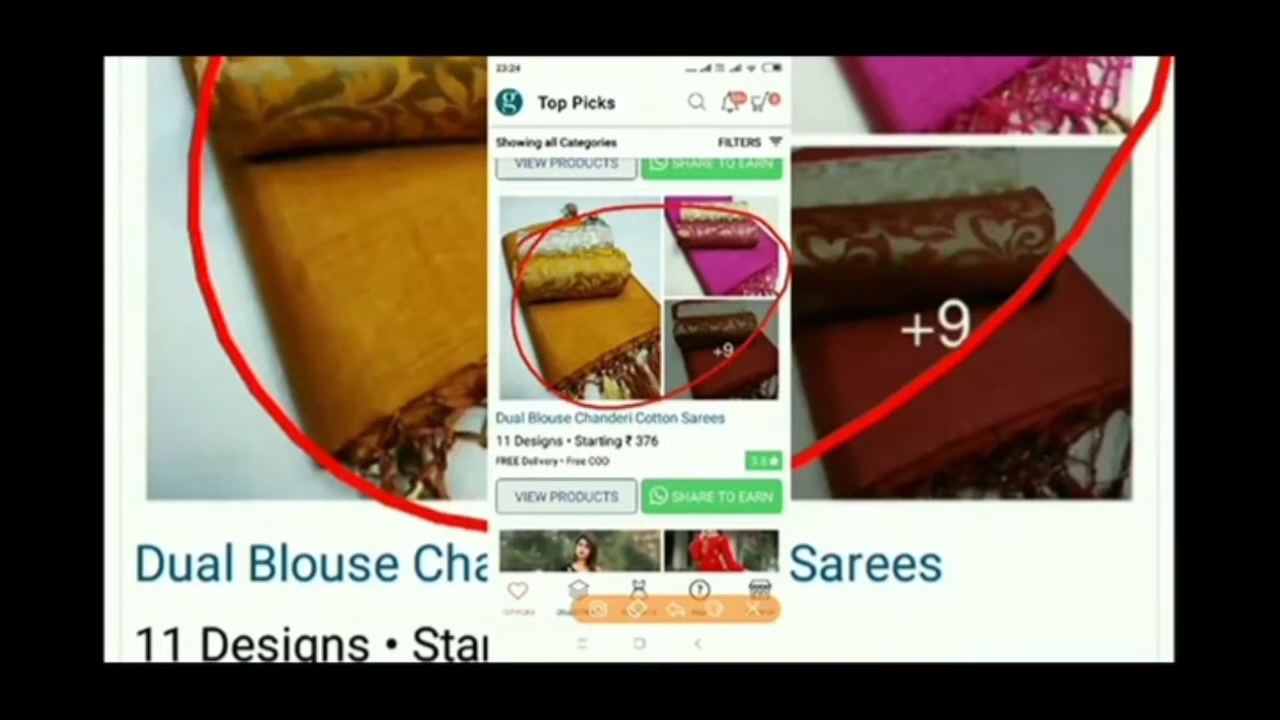 23:24
g Top Picks
Showing all Categories FILTERS
VIEW PRODUCTS SHARE TO EARN
+9
+9
Dual Blouse Chanderi Cotton Sarees
11 Designs • Starting ₹ 376
FREE Delivery • Free COD
3.8★
VIEW PRODUCTS SHARE TO EARN
Dual Blouse Cha
Sarees
11 Designs • Star